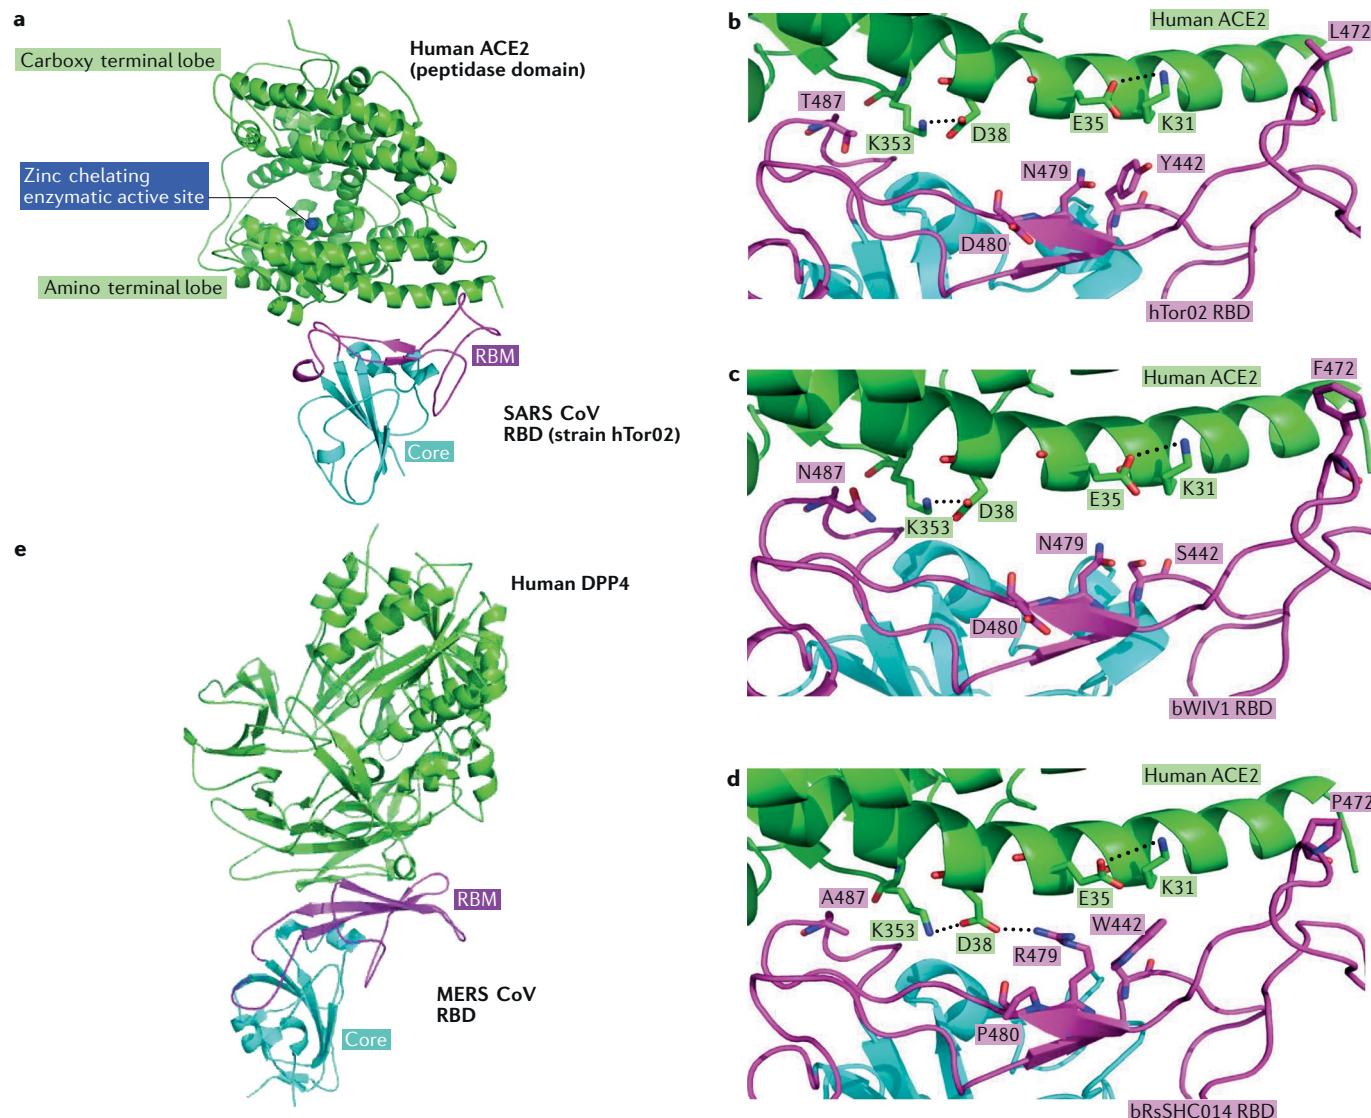 a
Human ACE2
(peptidase domain)
Carboxy terminal lobe
Zinc chelating
enzymatic active site
Amino terminal lobe
RBM
SARS CoV
RBD (strain hTor02)
Core
b
Human ACE2
L472
T487
K353
D38
E35
K31
N479
Y442
D480
hTor02 RBD
c
Human ACE2
F472
N487
K353
D38
E35
K31
N479
S442
D480
bWIV1 RBD
d
Human ACE2
P472
A487
K353
D38
E35
K31
W442
R479
P480
bRsSHC014 RBD
e
Human DPP4
RBM
MERS CoV
RBD
Core